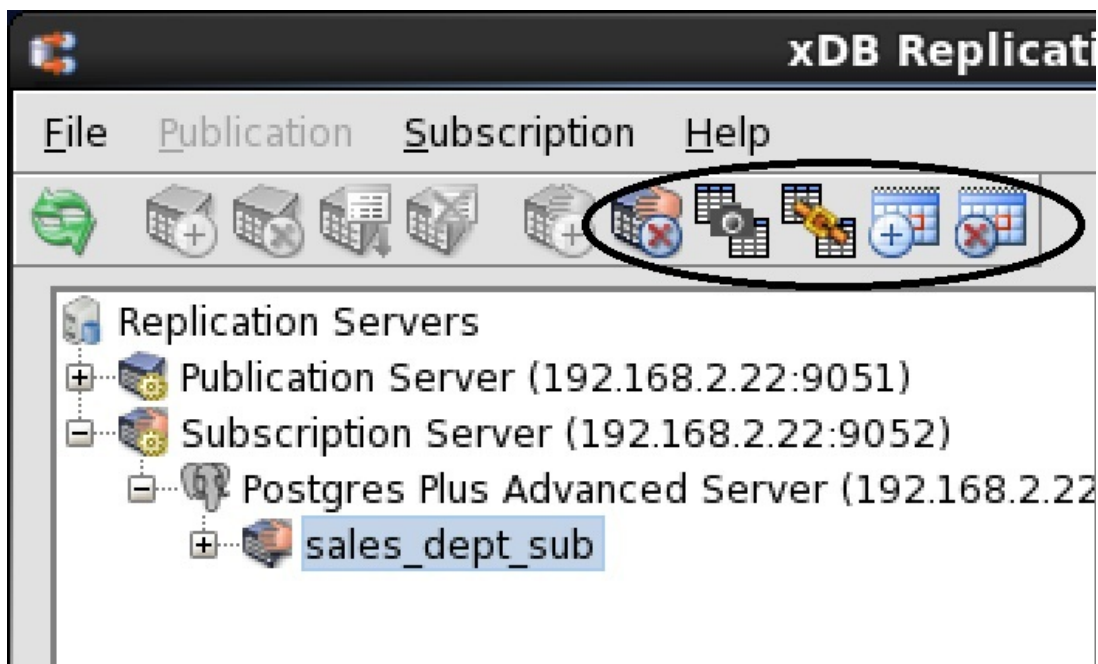 xDB Replicati
File Publication Subscription Help
Replication Servers
Publication Server (192.168.2.22:9051)
Subscription Server (192.168.2.22:9052)
Postgres Plus Advanced Server (192.168.2.22
sales_dept_sub